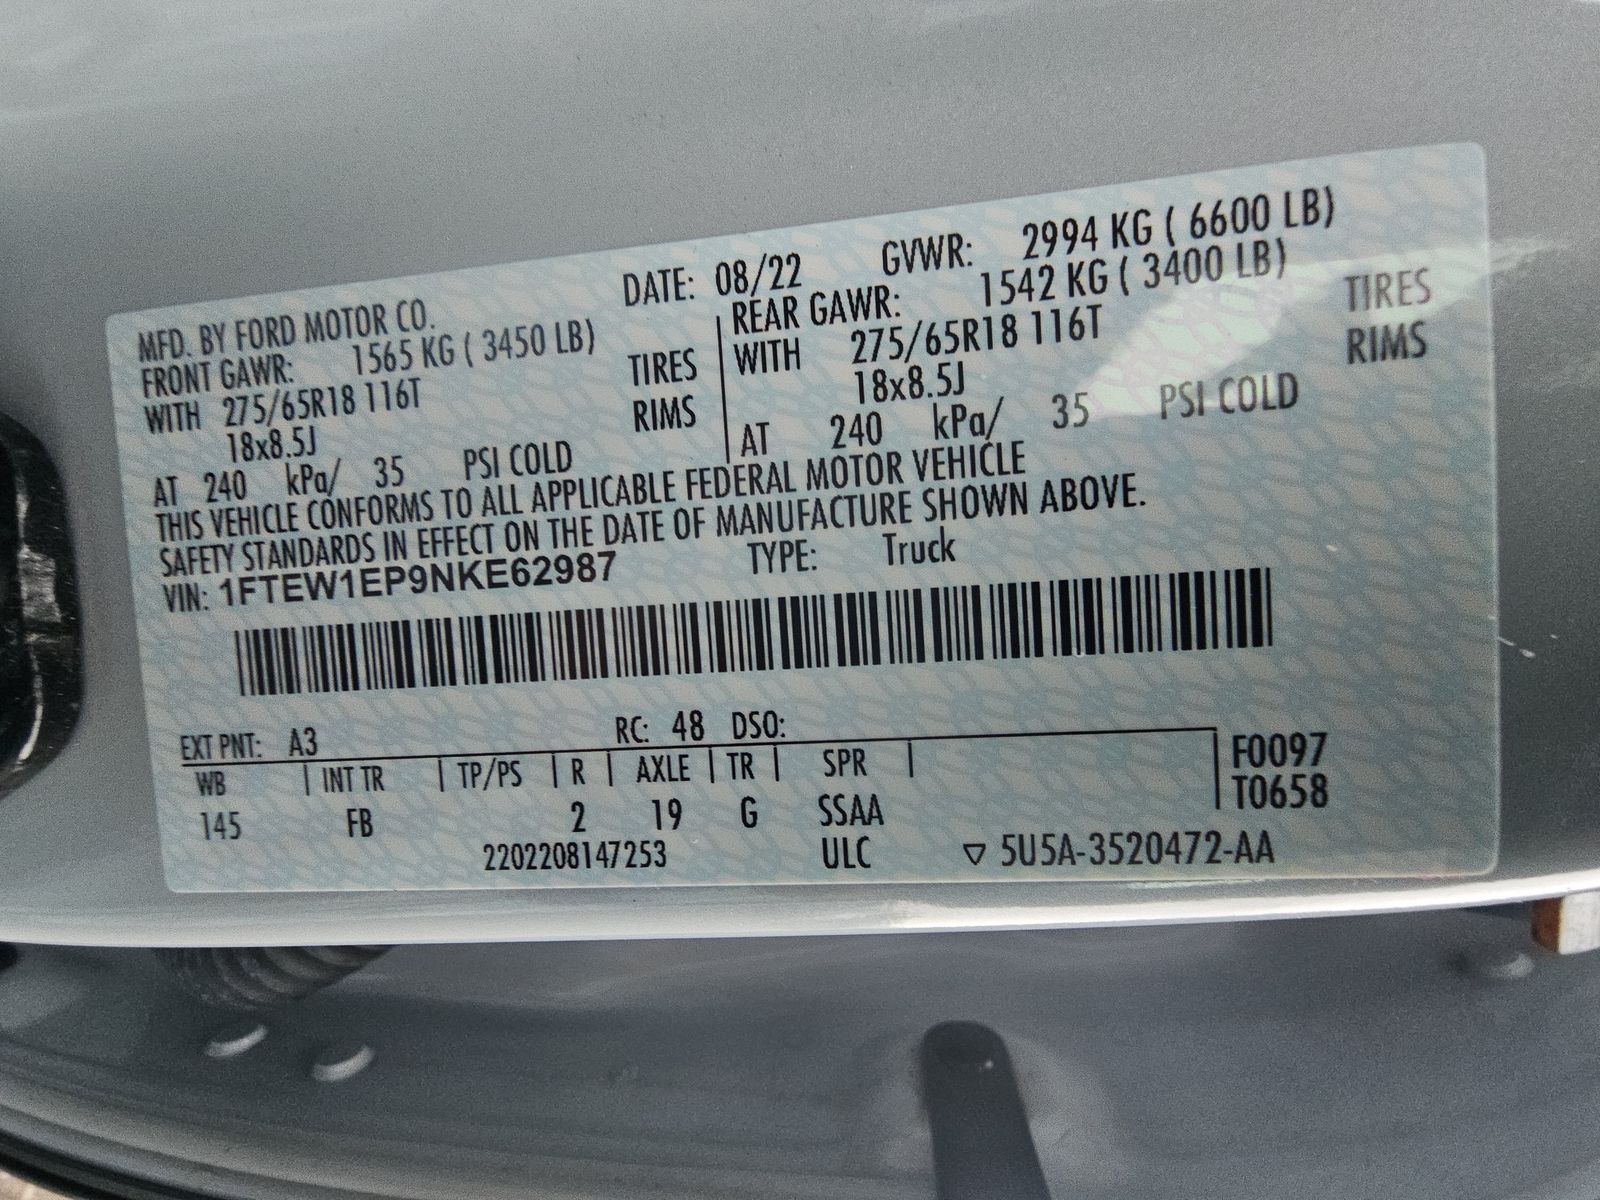 MFD. BY FORD MOTOR CO. DATE: 08/22 GVWR: 2994 KG ( 6600 LB)
FRONT GAWR: 1565 KG ( 3450 LB) REAR GAWR: 1542 KG ( 3400 LB)
WITH 275/65R18 116T TIRES WITH 275/65R18 116T TIRES
18x8.5J RIMS 18x8.5J RIMS
AT 240 kPa/ 35 PSI COLD AT 240 kPa/ 35 PSI COLD
THIS VEHICLE CONFORMS TO ALL APPLICABLE FEDERAL MOTOR VEHICLE
SAFETY STANDARDS IN EFFECT ON THE DATE OF MANUFACTURE SHOWN ABOVE.
VIN: 1FTEW1EP9NKE62987 TYPE: Truck
EXT PNT: A3 RC: 48 DSO:
WB INT TR TP/PS R AXLE TR SPR F0097
145 FB 2 19 G SSAA T0658
2202208147253 ULC ▽ 5U5A-3520472-AA